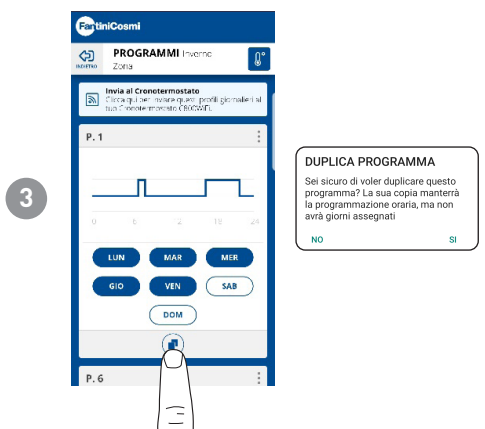 FantiniCosmi
INDIETRO
PROGRAMMI Inverno
Zona
Invia al Cronotermostato
Clicca qui per inviare questi profili giornalieri al
tuo Cronotermostato C800WiFi.
P. 1
0 6 12 18 24
LUN MAR MER
GIO VEN SAB
DOM
P. 6
3
DUPLICA PROGRAMMA
Sei sicuro di voler duplicare questo
programma? La sua copia manterrà
la programmazione oraria, ma non
avrà giorni assegnati
NO SI